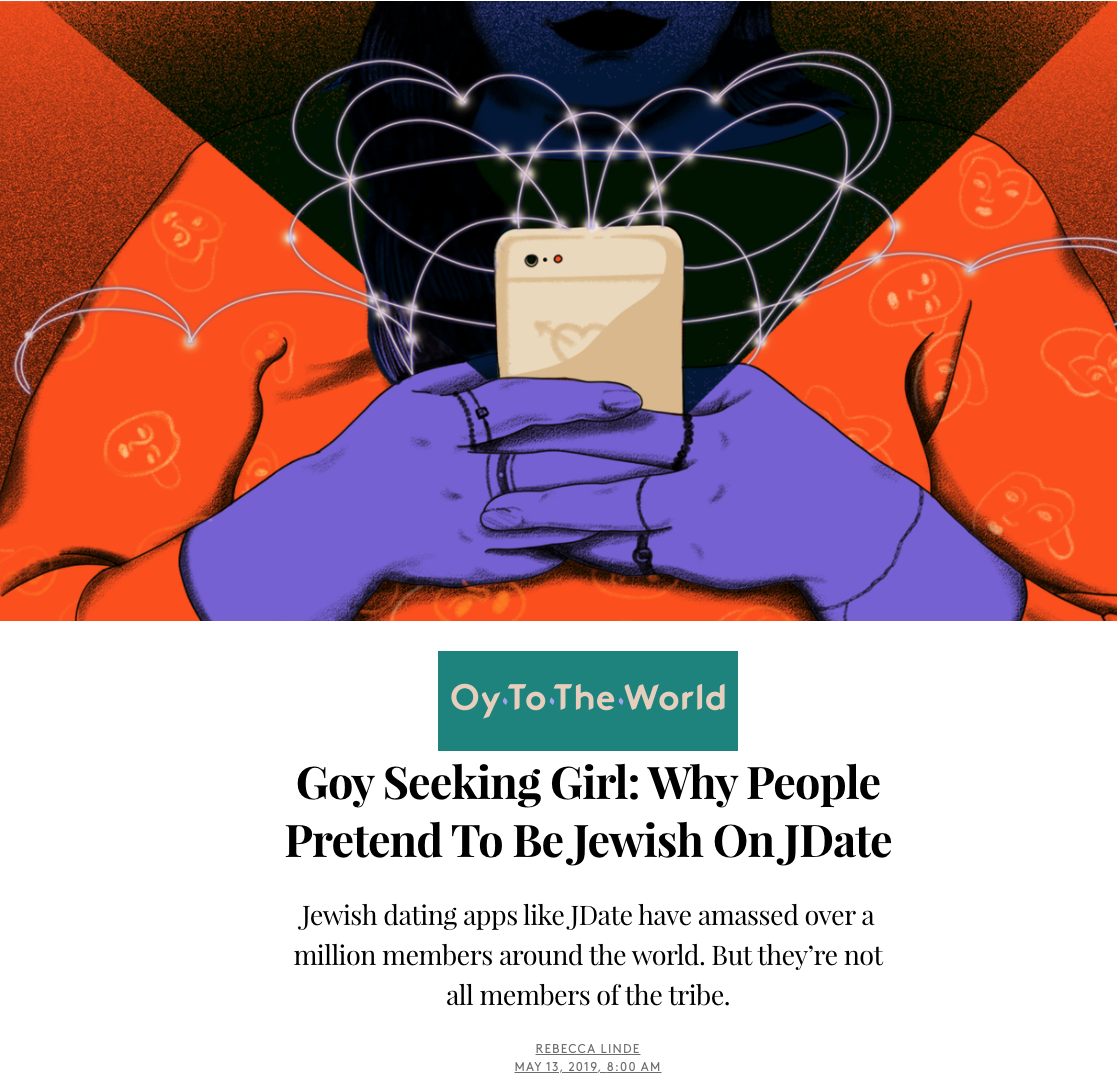 Oy·To·The·World
Goy Seeking Girl: Why People
Pretend To Be Jewish On JDate
Jewish dating apps like JDate have amassed over a
million members around the world. But they’re not
all members of the tribe.
REBECCA LINDE
MAY 13, 2019, 8:00 AM